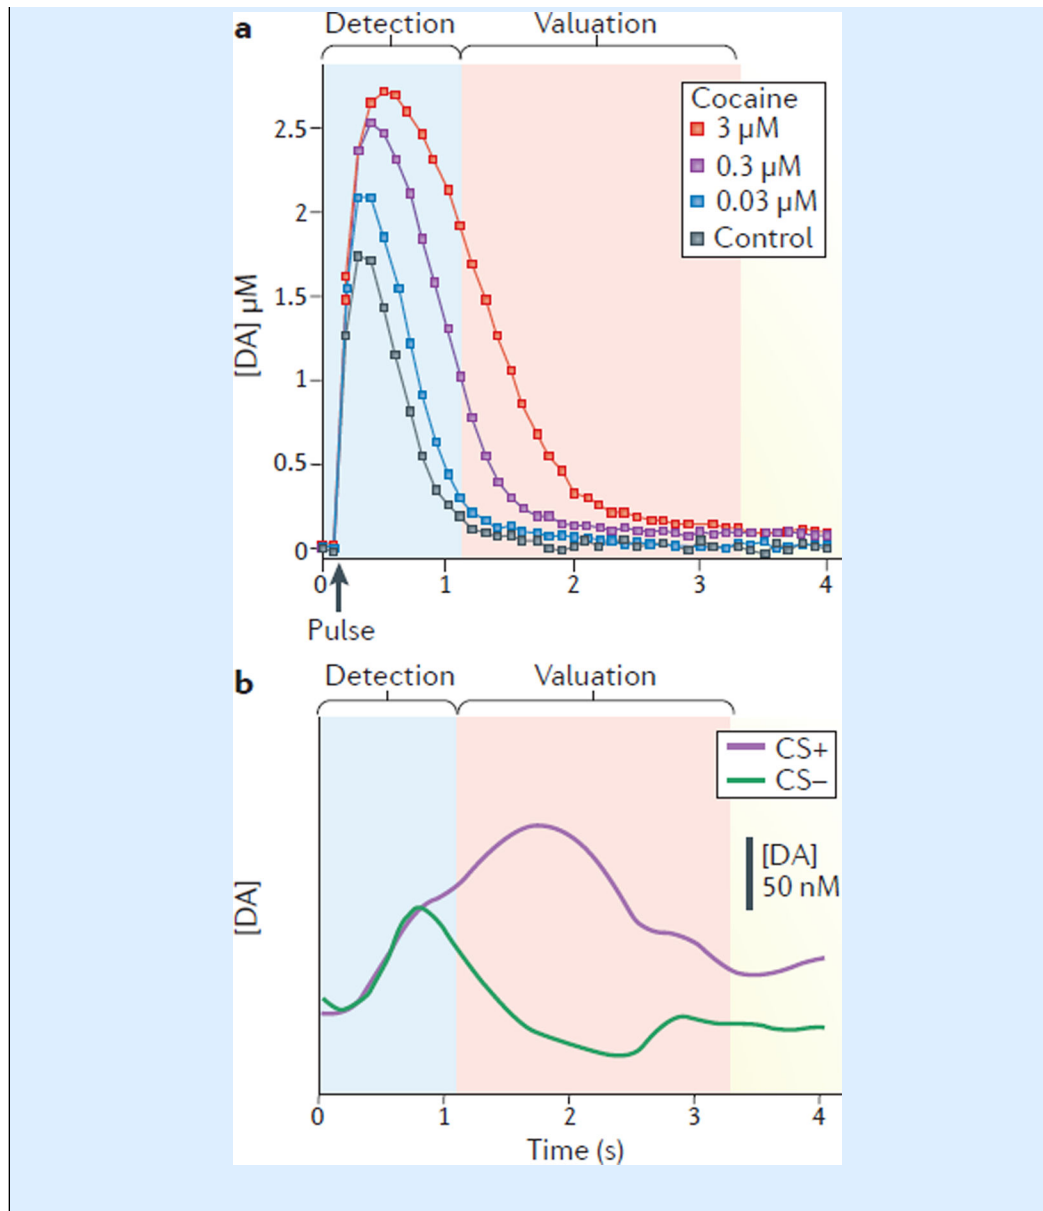 a
Detection Valuation
Cocaine
3 µM
0.3 µM
0.03 µM
Control
[DA] µM
2.5
2
1.5
1
0.5
0
0 1 2 3 4
Pulse
b
Detection Valuation
CS+
CS–
[DA]
50 nM
[DA]
0 1 2 3 4
Time (s)